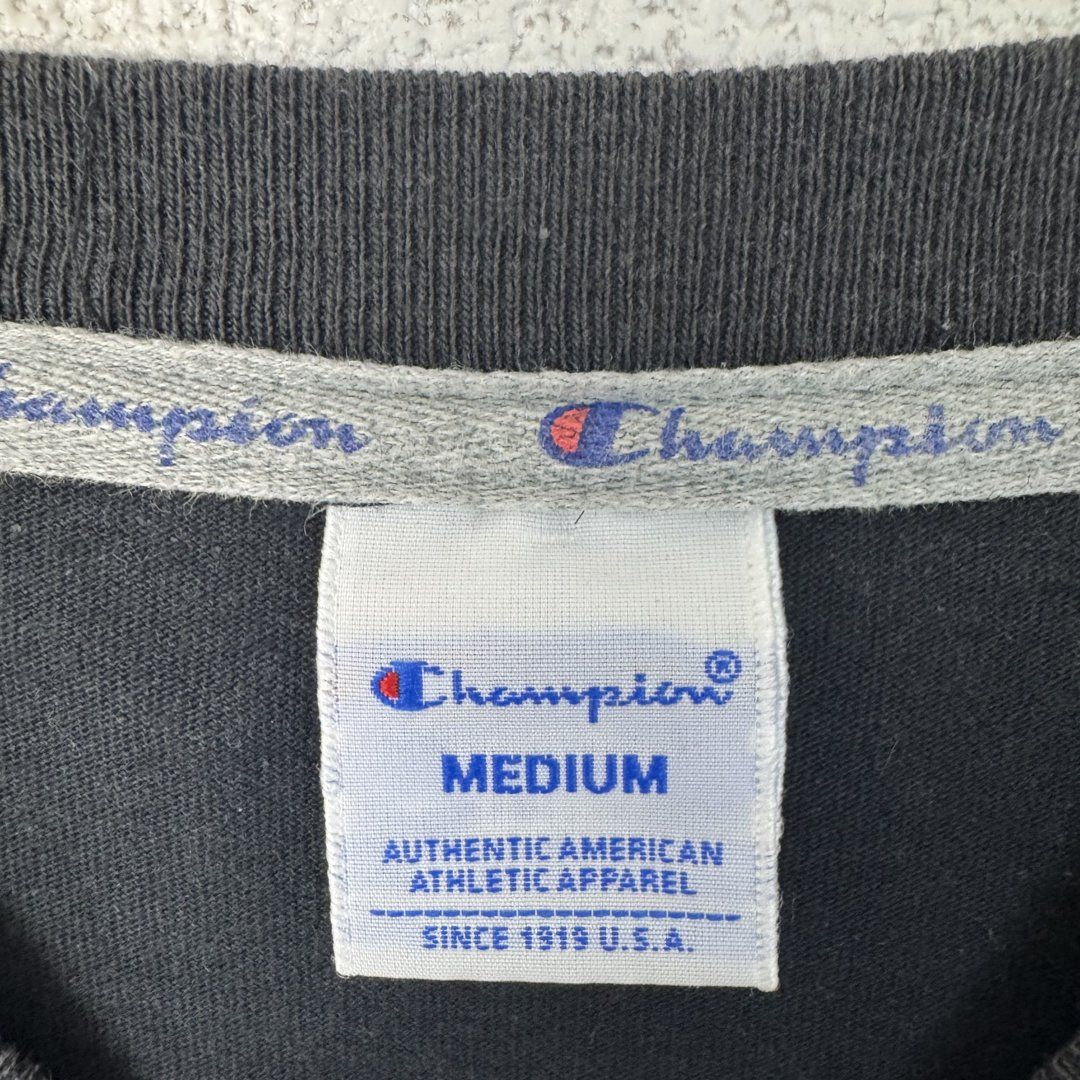 Champion Champion
Champion®
MEDIUM
AUTHENTIC AMERICAN
ATHLETIC APPAREL
SINCE 1919 U.S.A.